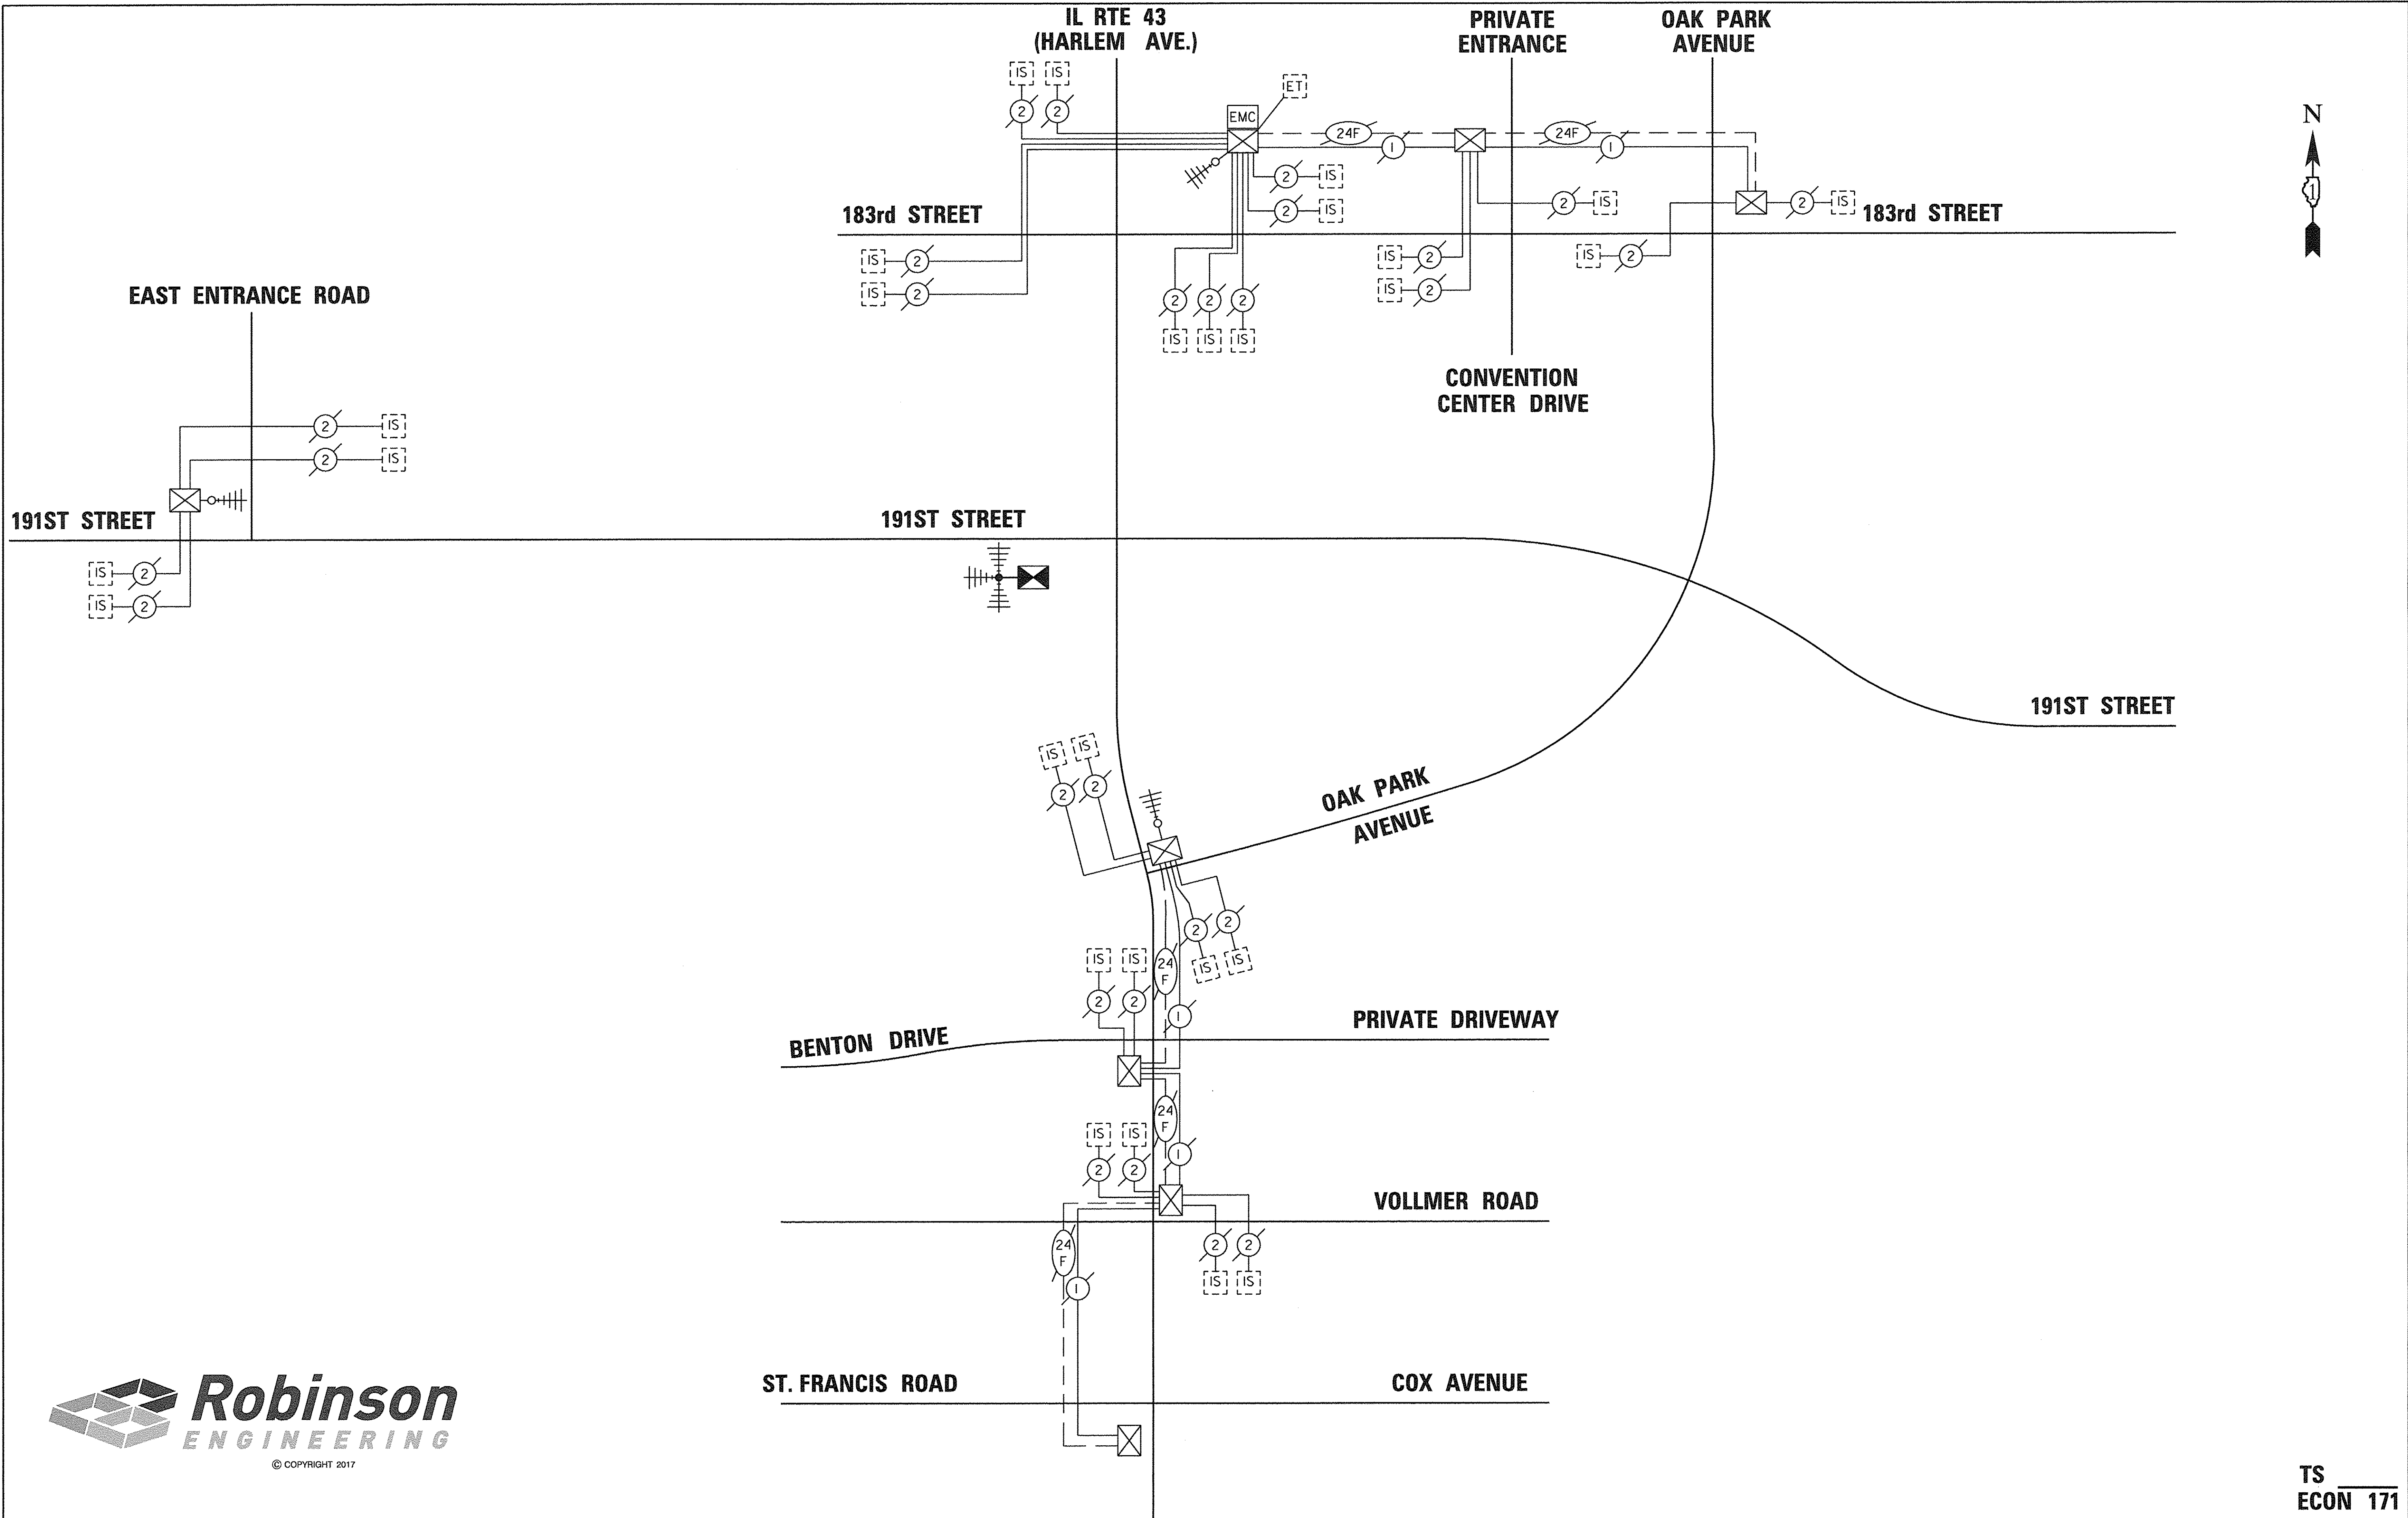 IL RTE 43
(HARLEM AVE.)
PRIVATE
ENTRANCE
OAK PARK
AVENUE
IS
IS
2
2
ET
EMC
24F
1
24F
1
N
1
2
IS
2
IS
183rd STREET
2
IS
2
IS
183rd STREET
IS
2
IS
2
IS
2
IS
2
IS
2
2
2
2
IS
IS
IS
CONVENTION
CENTER DRIVE
EAST ENTRANCE ROAD
2
IS
2
IS
191ST STREET
191ST STREET
IS
2
IS
2
191ST STREET
IS
IS
2
2
OAK PARK
AVENUE
2
2
IS
IS
IS
IS
24
F
2
2
1
BENTON DRIVE
PRIVATE DRIVEWAY
24
F
IS
IS
1
2
2
VOLLMER ROAD
24
F
2
2
IS
IS
1
ST. FRANCIS ROAD
COX AVENUE
Robinson
ENGINEERING
© COPYRIGHT 2017
TS
ECON 171